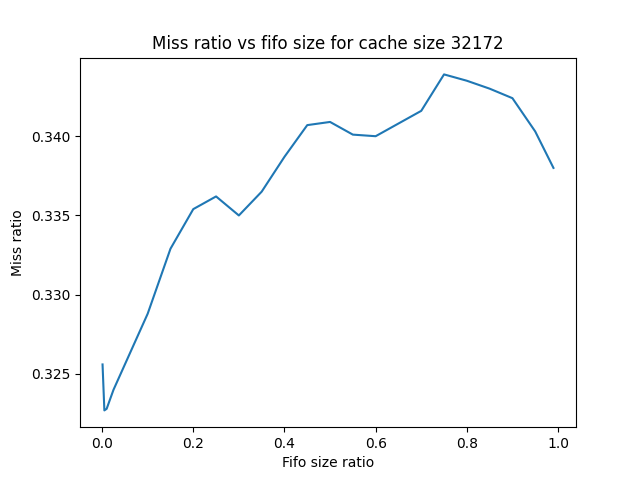 Miss ratio vs fifo size for cache size 32172
0.340
0.335
0.330
0.325
Miss ratio
0.0 0.2 0.4 0.6 0.8 1.0
Fifo size ratio